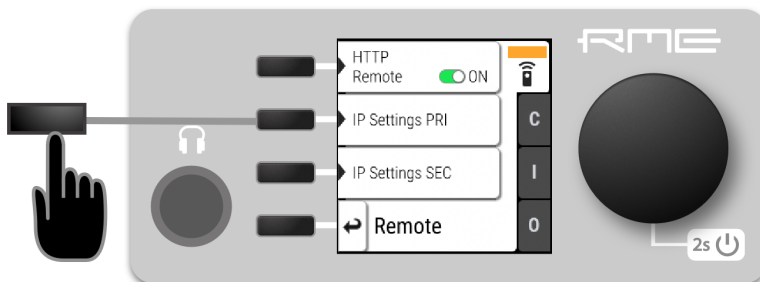 RME
HTTP
Remote ON
IP Settings PRI
C
IP Settings SEC
I
Remote
O
2s